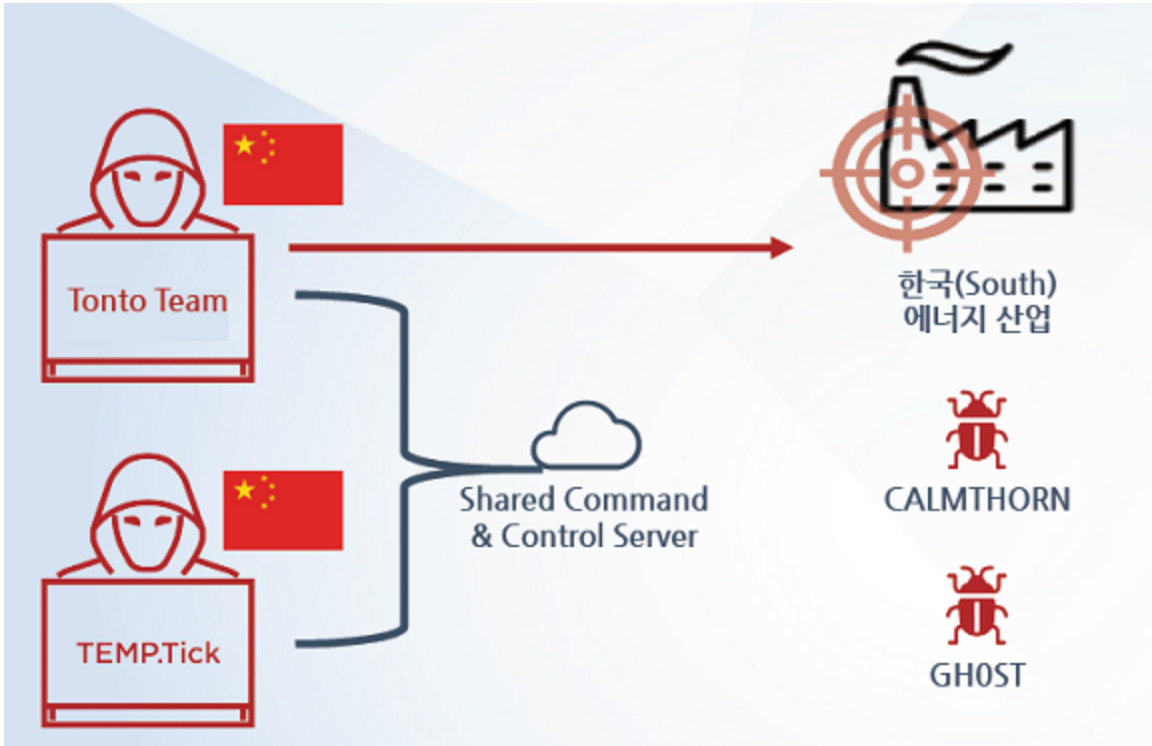 Tonto Team
한국(South)
에너지 산업
Shared Command
& Control Server
CALMTHORN
TEMP.Tick
GH0ST